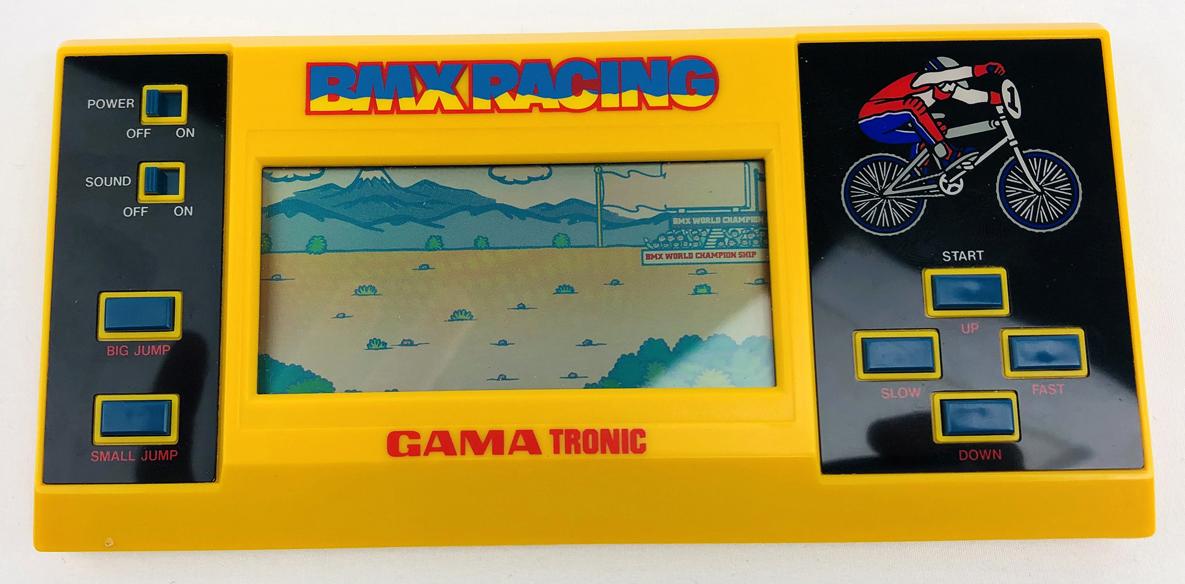 BMX RACING
POWER
OFF ON
SOUND
OFF ON
BIG JUMP
SMALL JUMP
BMX WORLD CHAMPION
BMX WORLD CHAMPION SHIP
GAMA TRONIC
1
START
UP
SLOW
FAST
DOWN